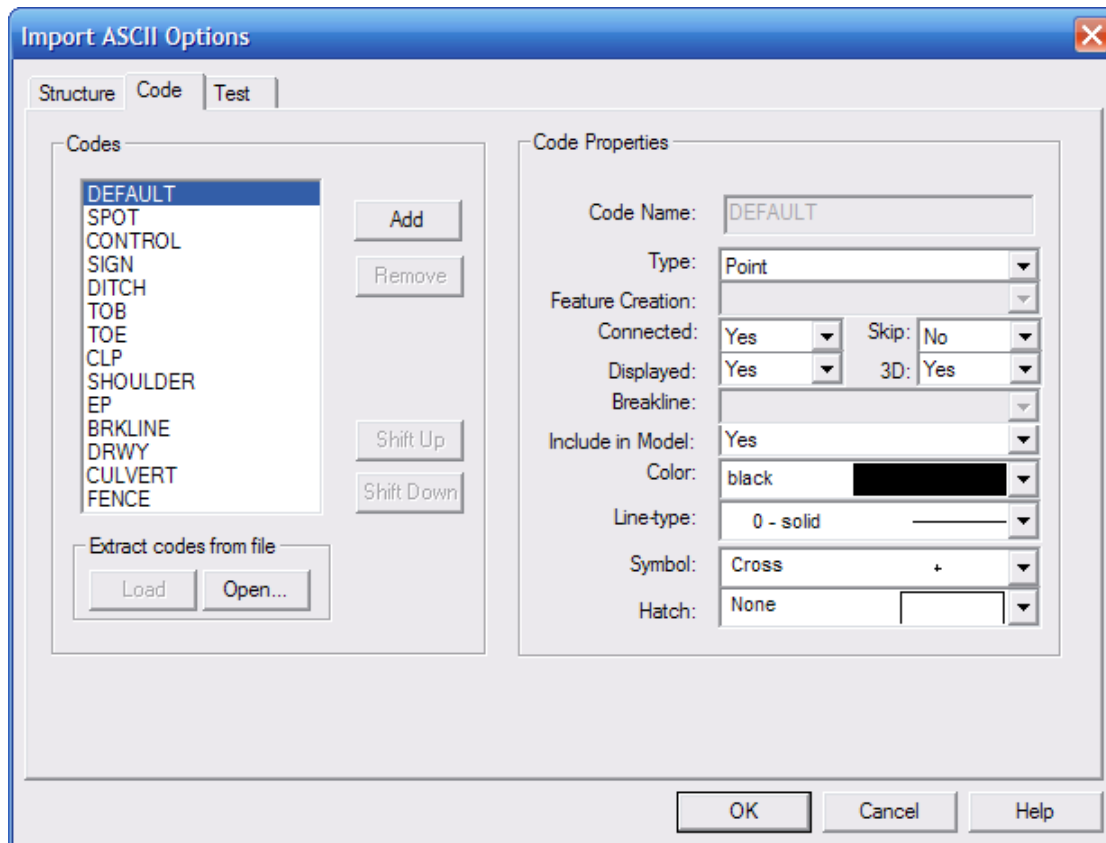 Import ASCII Options
Structure Code Test
Codes
DEFAULT
SPOT
CONTROL
SIGN
DITCH
TOB
TOE
CLP
SHOULDER
EP
BRKLINE
DRWY
CULVERT
FENCE
Add
Remove
Shift Up
Shift Down
Extract codes from file
Load Open...
Code Properties
Code Name: DEFAULT
Type: Point
Feature Creation:
Connected: Yes Skip: No
Displayed: Yes 3D: Yes
Breakline:
Include in Model: Yes
Color: black
Line-type: 0 - solid
Symbol: Cross
Hatch: None
OK Cancel Help